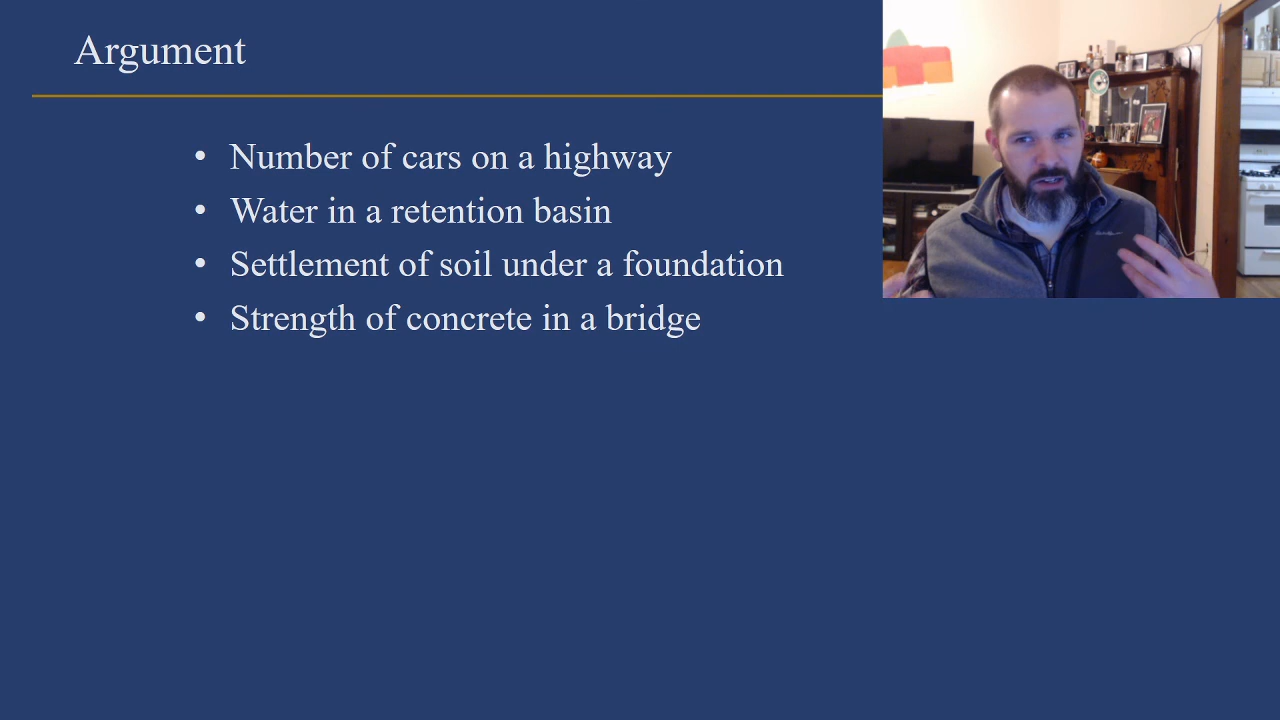 Argument
• Number of cars on a highway
• Water in a retention basin
• Settlement of soil under a foundation
• Strength of concrete in a bridge